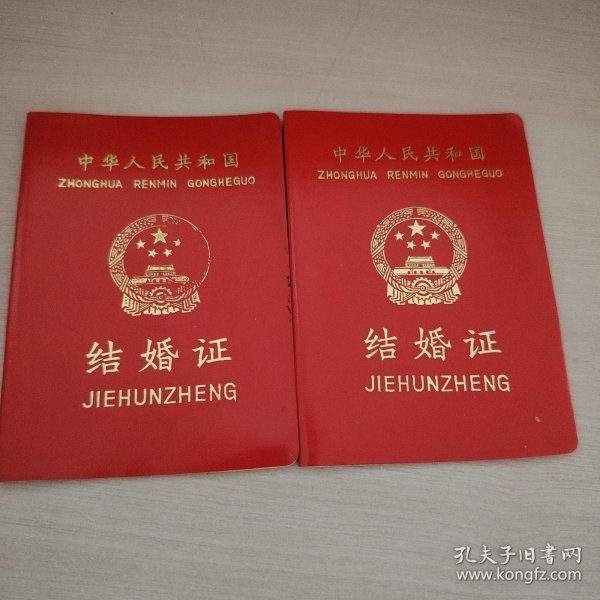 中华人民共和国
ZHONGHUA RENMIN GONGHEGUO
结婚证
JIEHUNZHENG
中华人民共和国
ZHONGHUA RENMIN GONGHEGUO
结婚证
JIEHUNZHENG
孔夫子旧书网
www.kongfz.com